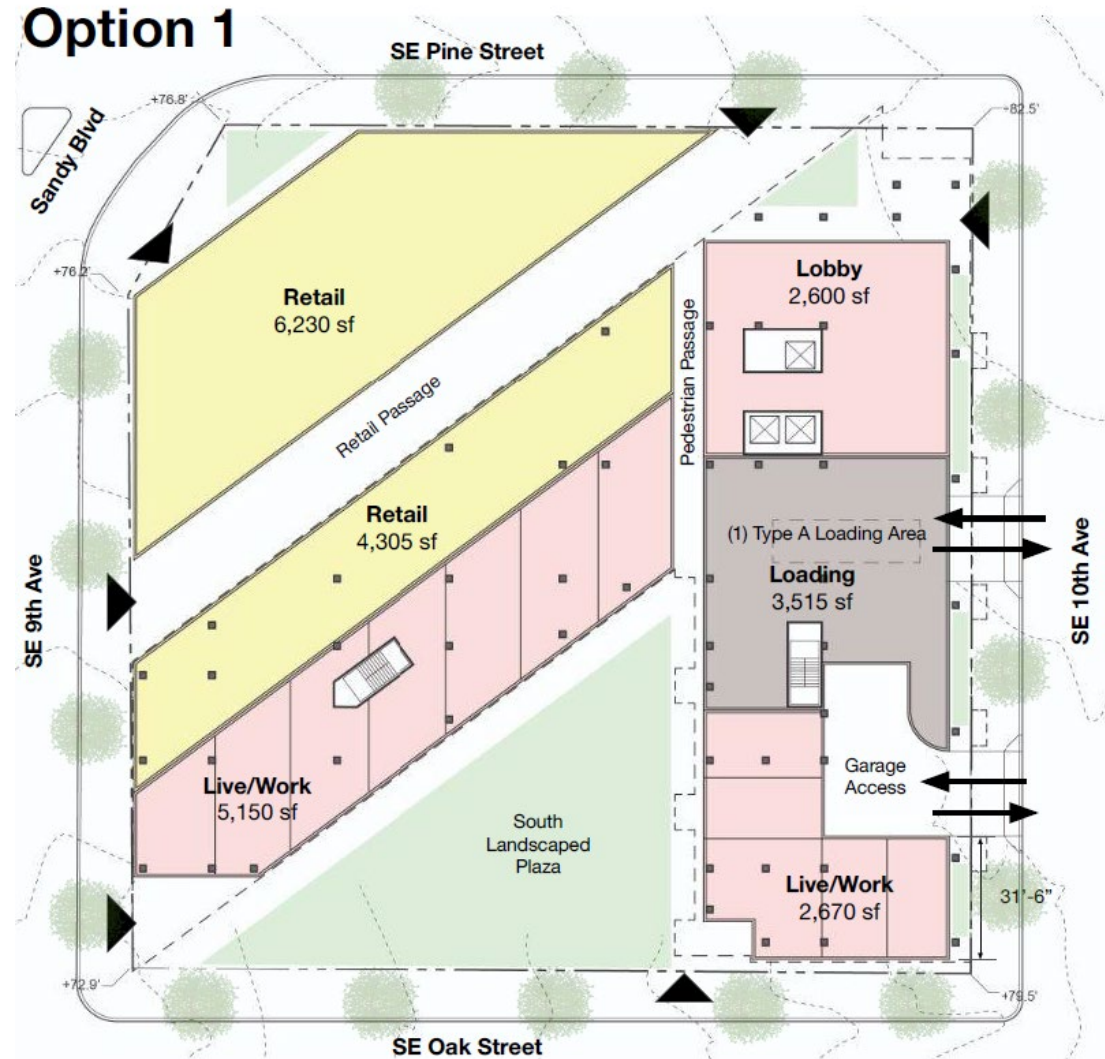 Option 1
SE Pine Street
+76.8'
+82.5'
Sandy Blvd
+76.2'
Lobby
2,600 sf
Retail
6,230 sf
Retail Passage
Pedestrian Passage
Retail
4,305 sf
(1) Type A Loading Area
Loading
3,515 sf
SE 9th Ave
SE 10th Ave
Garage
Access
Live/Work
5,150 sf
South
Landscaped
Plaza
Live/Work
2,670 sf
31'-6"
+72.9'
+79.5'
SE Oak Street